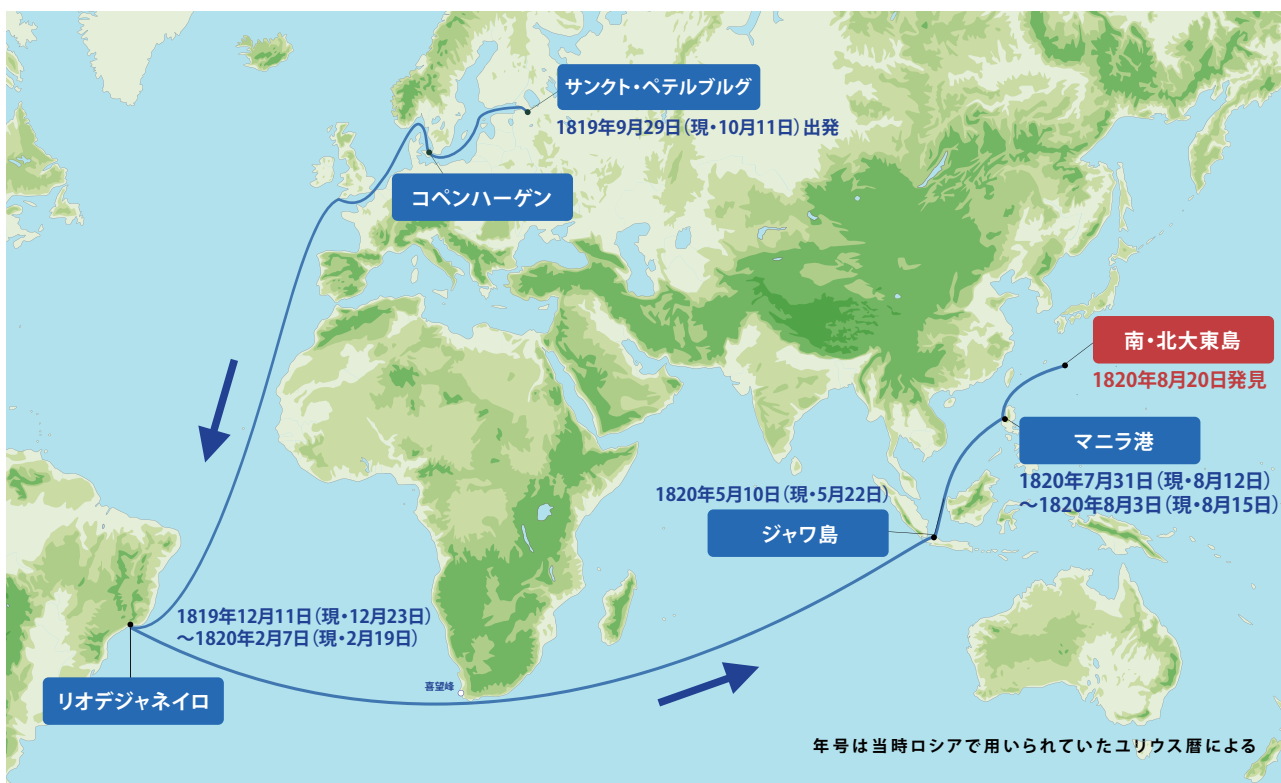 サンクト・ペテルブルグ
1819年9月29日(現・10月11日)出発
コペンハーゲン
南・北大東島
1820年8月20日発見
マニラ港
1820年7月31日(現・8月12日)
～1820年8月3日(現・8月15日)
1820年5月10日(現・5月22日)
ジャワ島
1819年12月11日(現・12月23日)
～1820年2月7日(現・2月19日)
喜望峰
リオデジャネイロ
年号は当時ロシアで用いられていたユリウス暦による